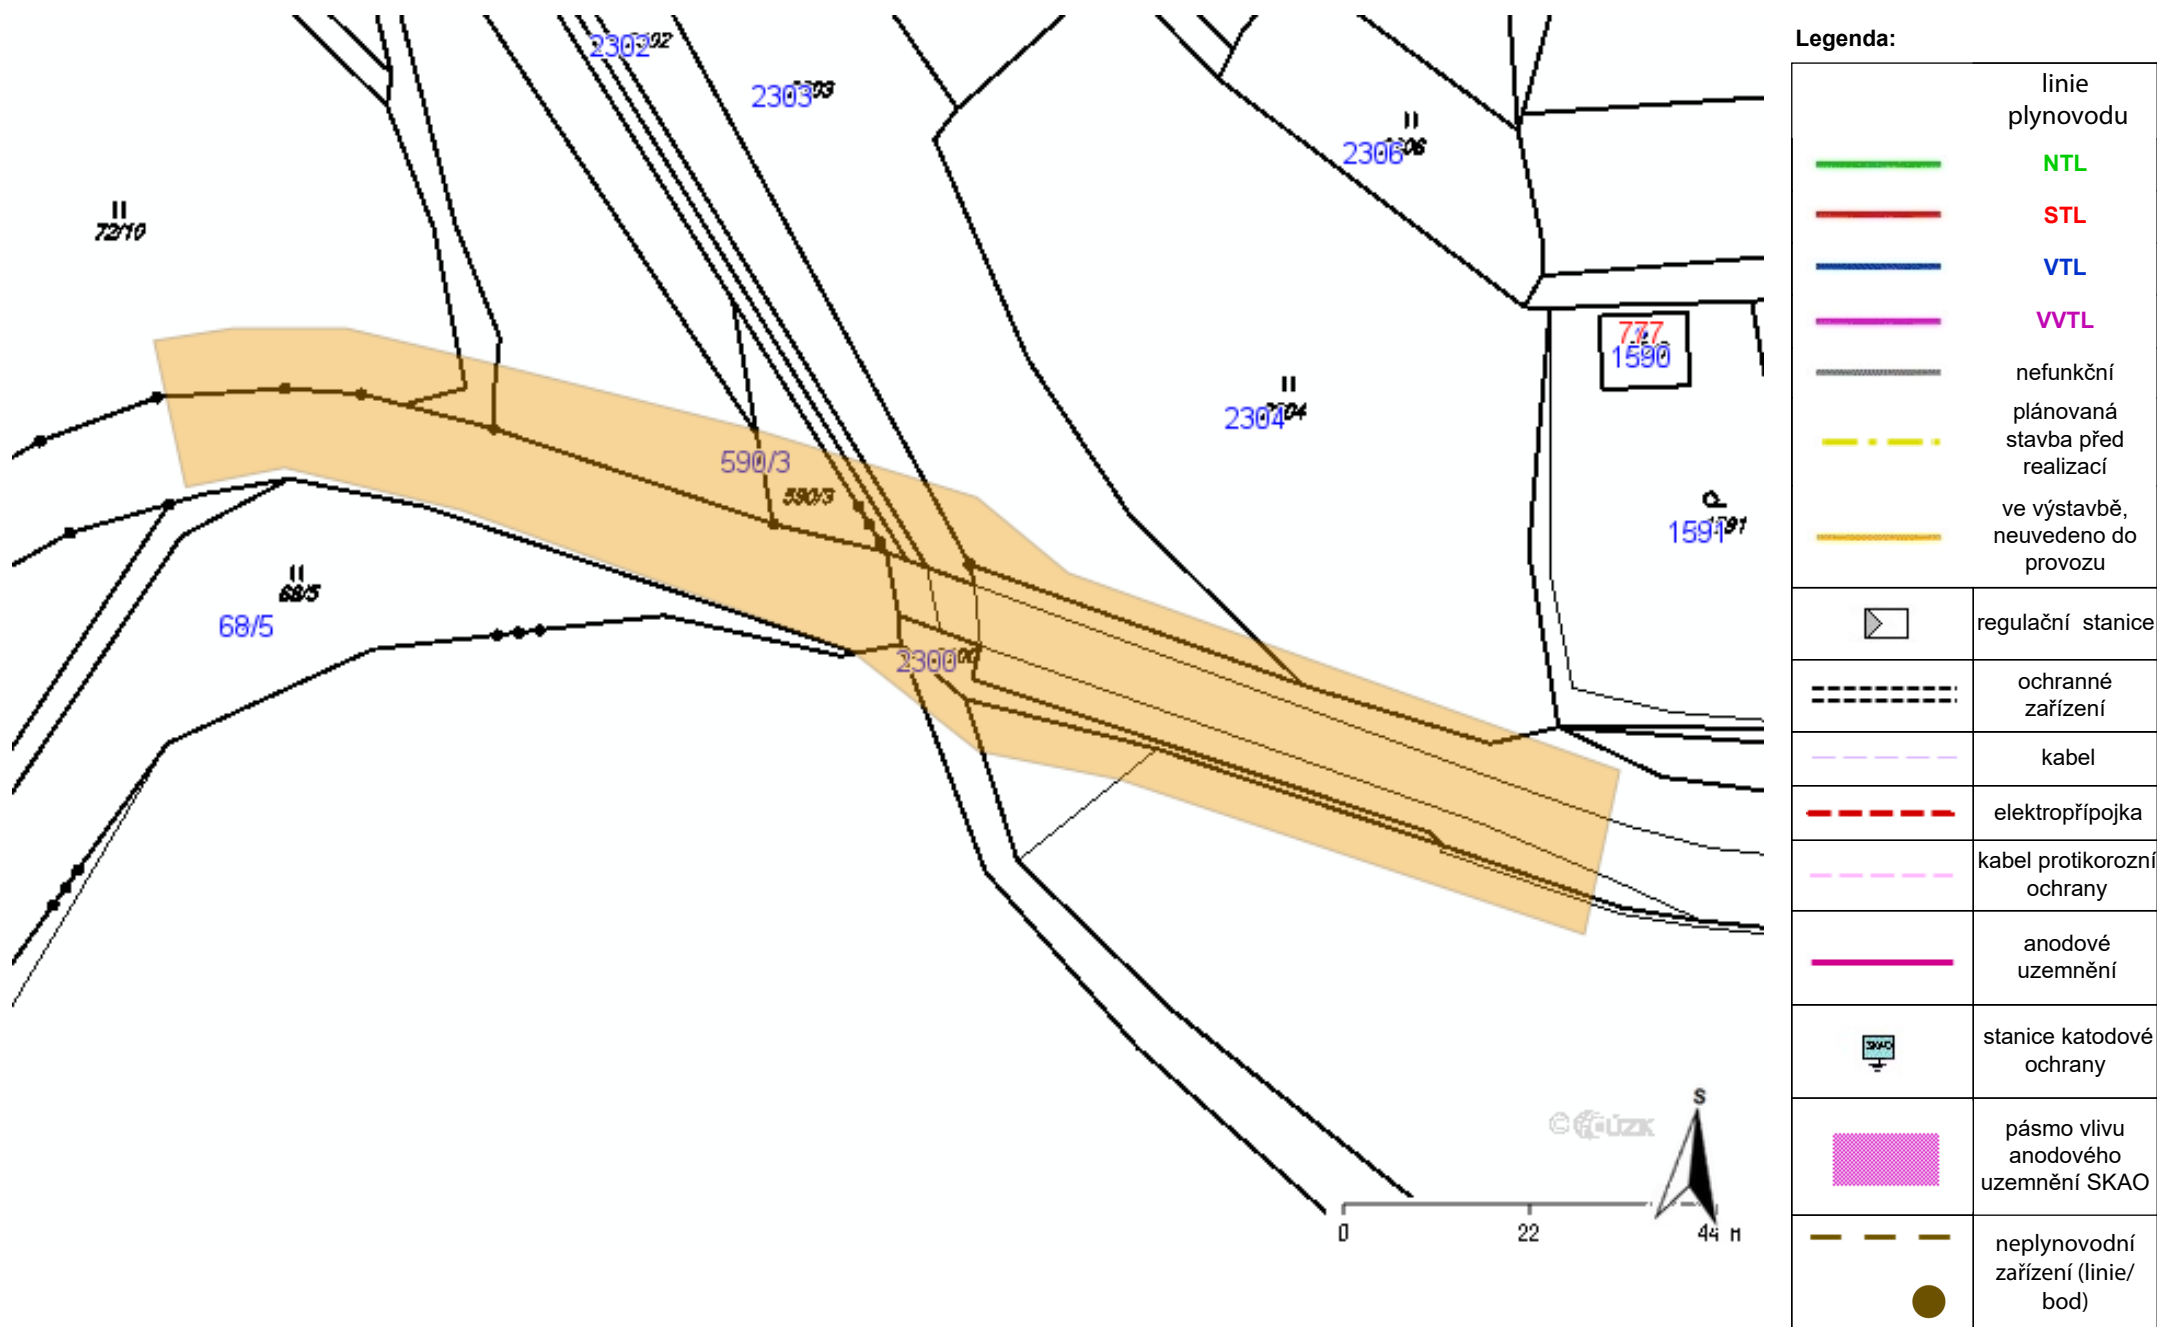 2302
2303
2306
72/10
777
1590
2304
590/3
590/3
1591
68/5
68/5
2300
S
0
22
44 M
Legenda:
linie
plynovodu
NTL
STL
VTL
VVTL
nefunkční
plánovaná
stavba před
realizací
ve výstavbě,
neuvedeno do
provozu
regulační stanice
ochranné
zařízení
kabel
elektropřípojka
kabel protikorozní
ochrany
anodové
uzemnění
stanice katodové
ochrany
pásmo vlivu
anodového
uzemnění SKAO
neplynovodní
zařízení (linie/
bod)